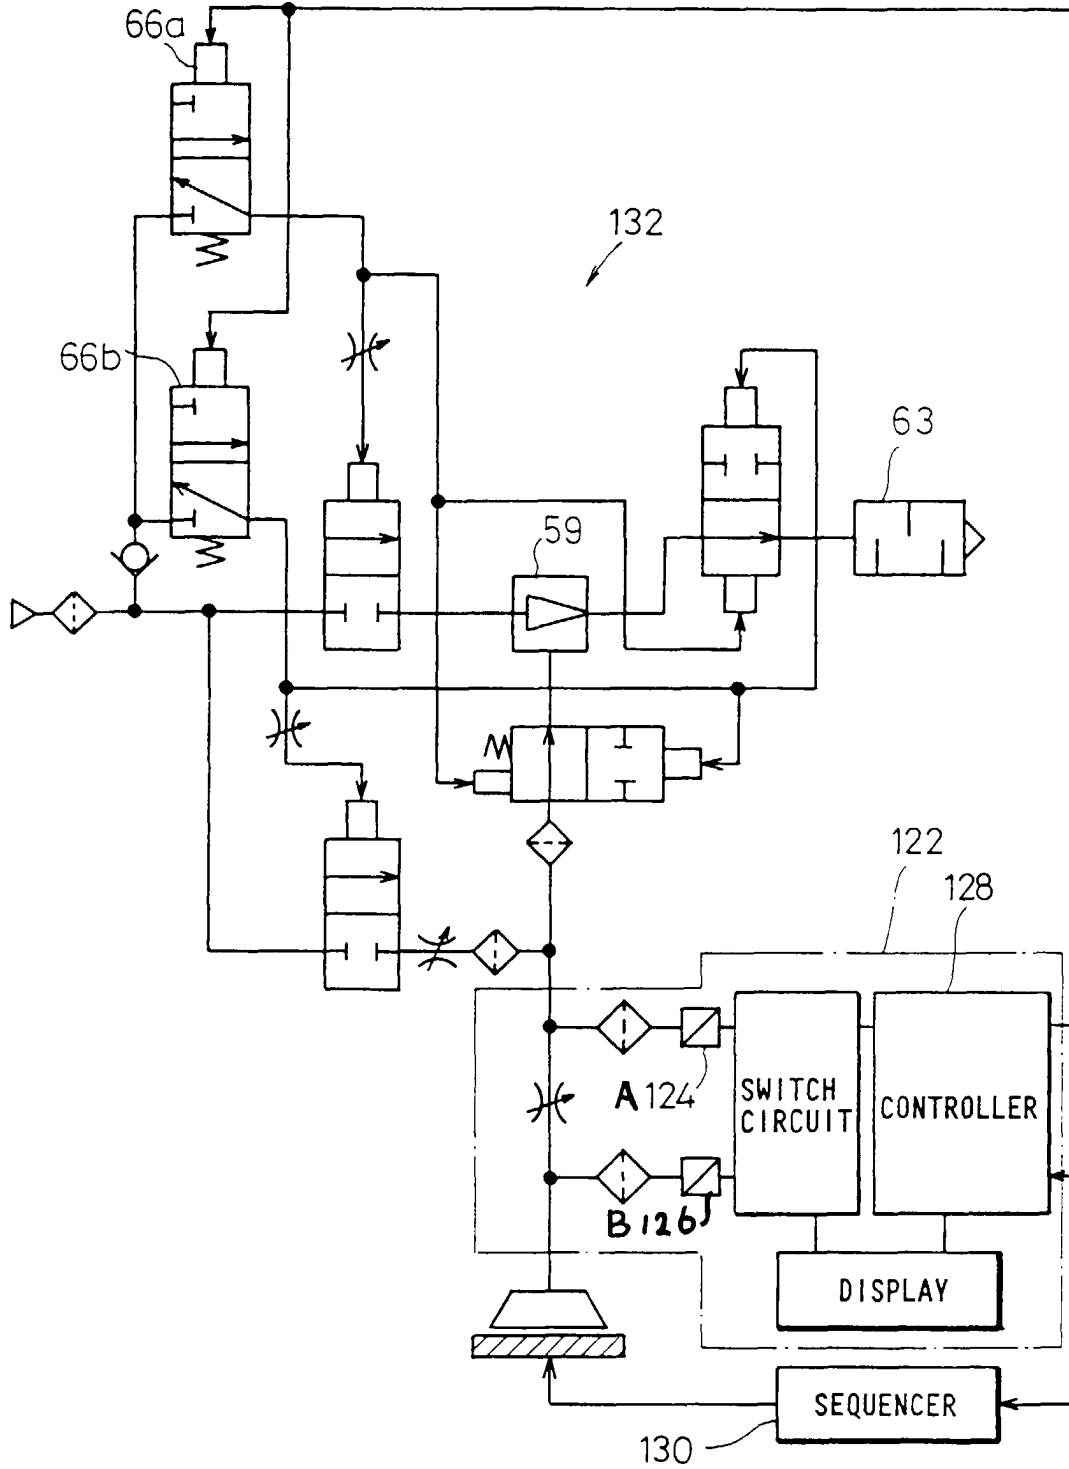 66a
132
66b
63
59
122
128
A 124
SWITCH
CIRCUIT
CONTROLLER
B 126
DISPLAY
SEQUENCER
130